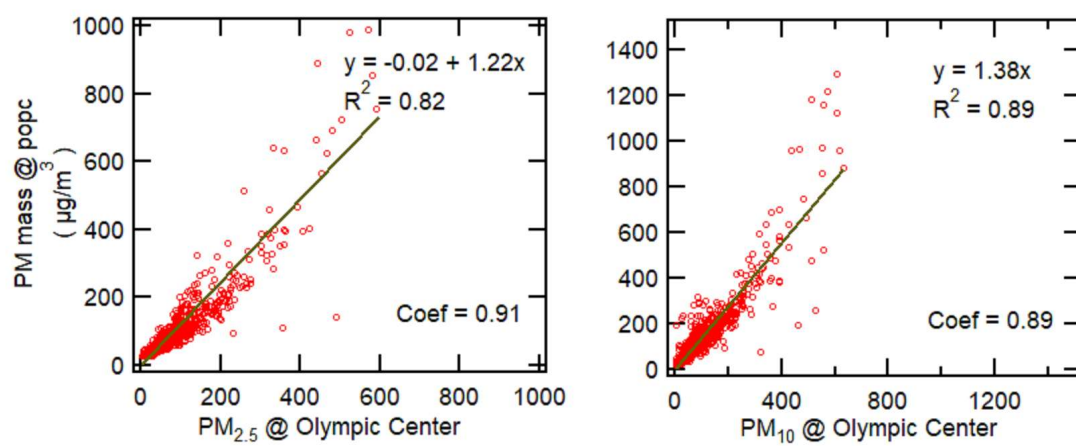 1000
800
600
400
200
0
PM mass @ popc
( μg/m³ )
y = -0.02 + 1.22x
R² = 0.82
Coef = 0.91
0 200 400 600 800 1000
PM₂.₅ @ Olympic Center
1400
1200
1000
800
600
400
200
0
y = 1.38x
R² = 0.89
Coef = 0.89
0 400 800 1200
PM₁₀ @ Olympic Center